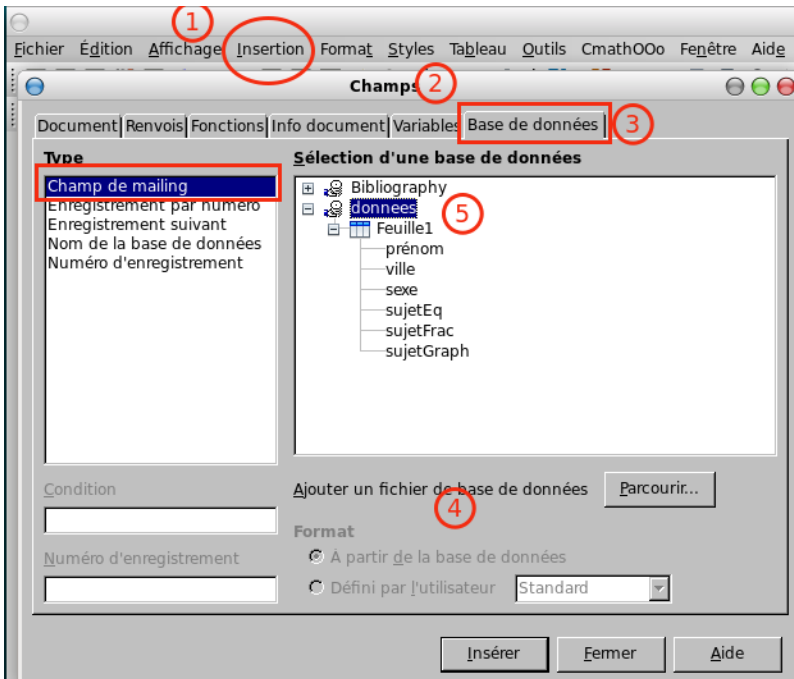 1
Fichier Édition Affichage Insertion Format Styles Tableau Outils CmathOOo Fenêtre Aide
Champs 2
Document Renvois Fonctions Info document Variables Base de données 3
Type Sélection d'une base de données
Champ de mailing Bibliography
Enregistrement par numéro donnees 5
Enregistrement suivant Feuille1
Nom de la base de données prénom
Numéro d'enregistrement ville
sexe
sujetEq
sujetFrac
sujetGraph
Condition Ajouter un fichier de base de données Parcourir...
4
Format
Numéro d'enregistrement À partir de la base de données
Défini par l'utilisateur Standard
Insérer Fermer Aide